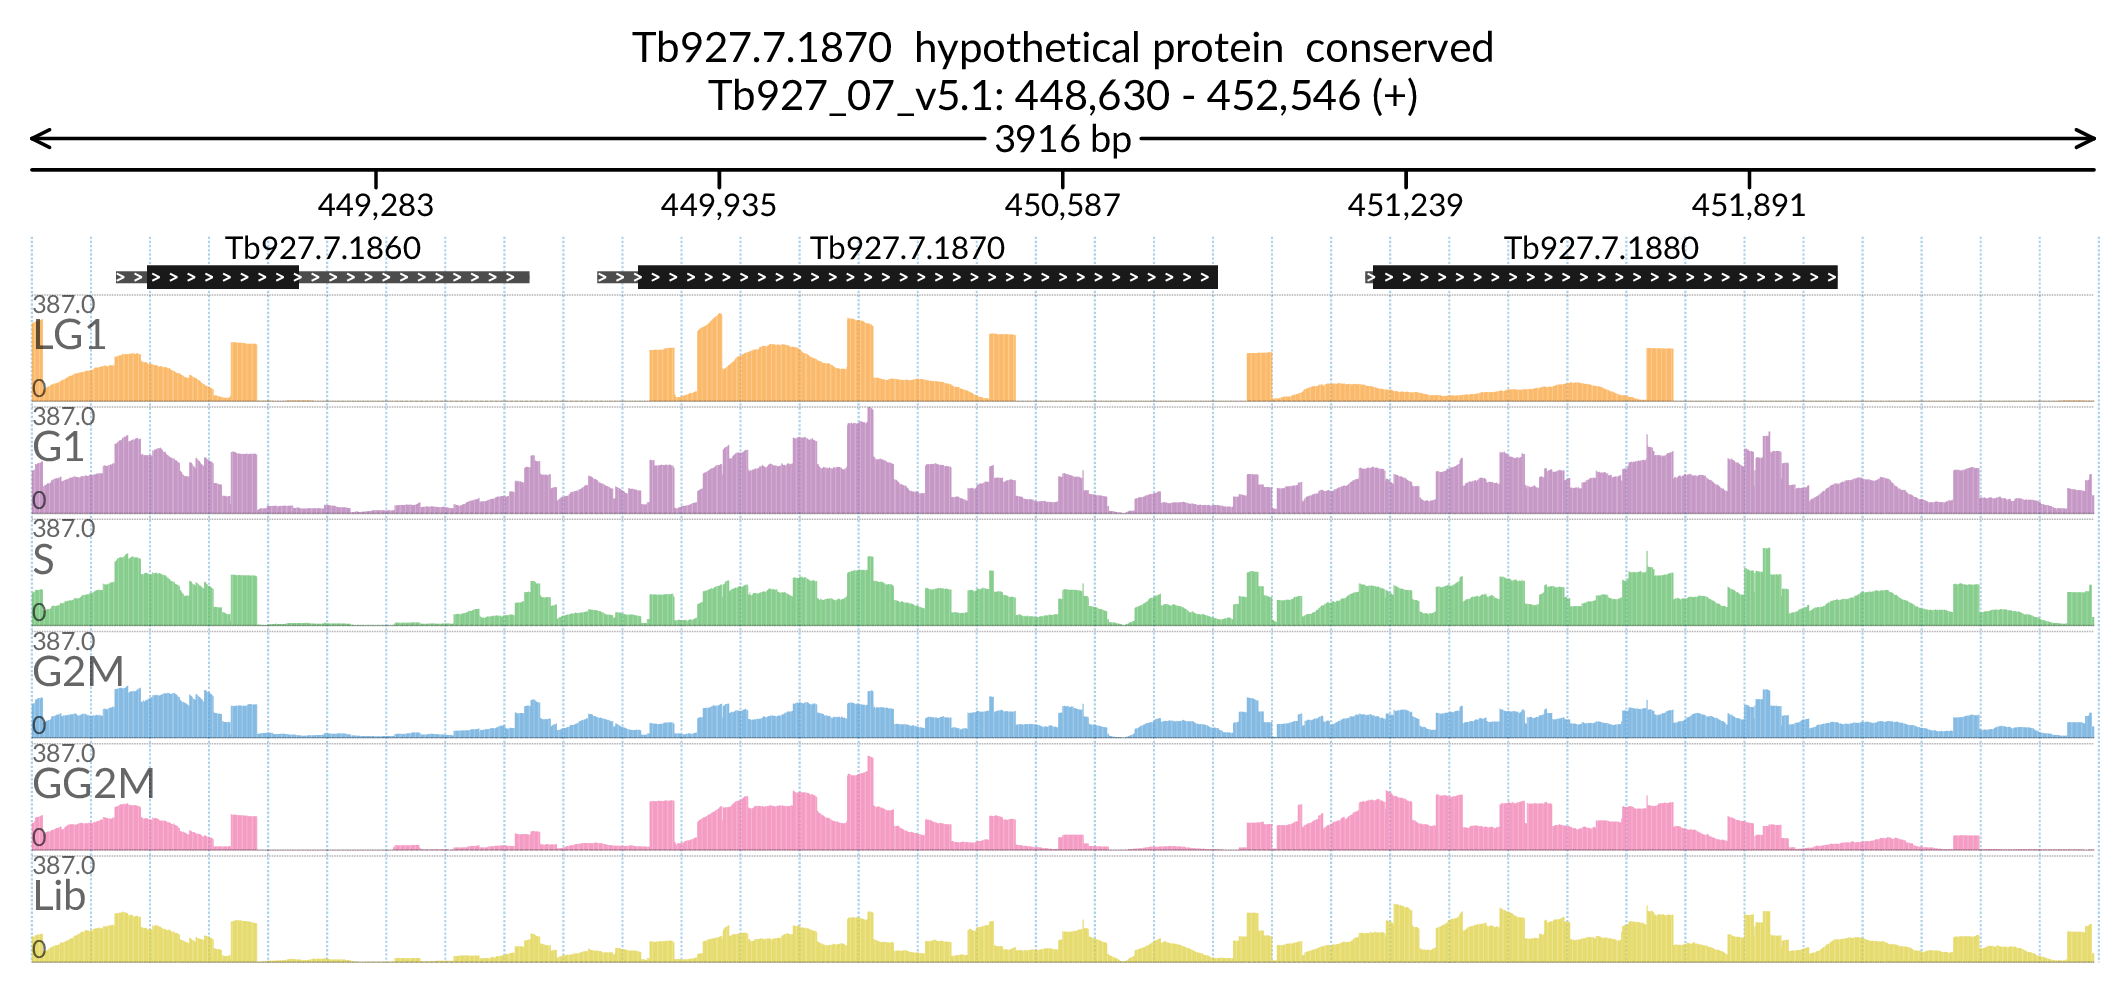 Tb927.7.1870  hypothetical protein  conserved
Tb927_07_v5.1: 448,630 - 452,546 (+)
3916 bp
449,283 449,935 450,587 451,239 451,891
Tb927.7.1860 Tb927.7.1870 Tb927.7.1880
387.0
LG1
0
387.0
G1
0
387.0
S
0
387.0
G2M
0
387.0
GG2M
0
387.0
Lib
0